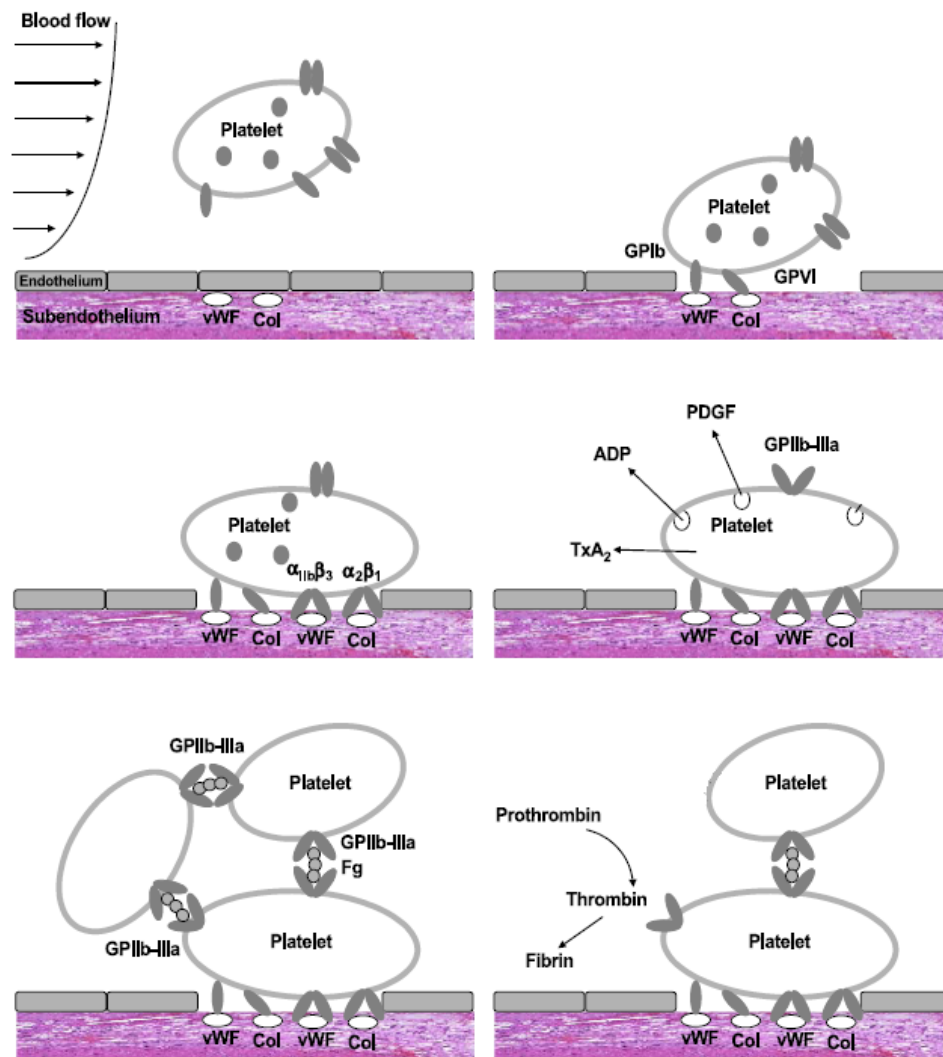 Blood flow
Platelet
Endothelium
Subendothelium
vWF
Col
Platelet
GPIb
GPVI
vWF
Col
Platelet
αIIbβ3 α2β1
vWF
Col
vWF
Col
PDGF
GPIIb-IIIa
ADP
Platelet
TxA2
vWF
Col
vWF
Col
GPIIb-IIIa
Platelet
GPIIb-IIIa
Fg
GPIIb-IIIa
Platelet
vWF
Col
vWF
Col
Platelet
Prothrombin
Thrombin
Platelet
Fibrin
vWF
Col
vWF
Col